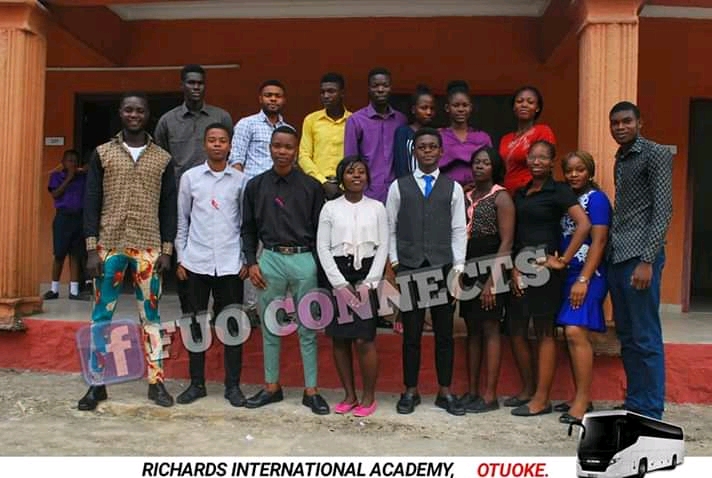 f FUO CONNECTS
RICHARDS INTERNATIONAL ACADEMY, OTUOKE.